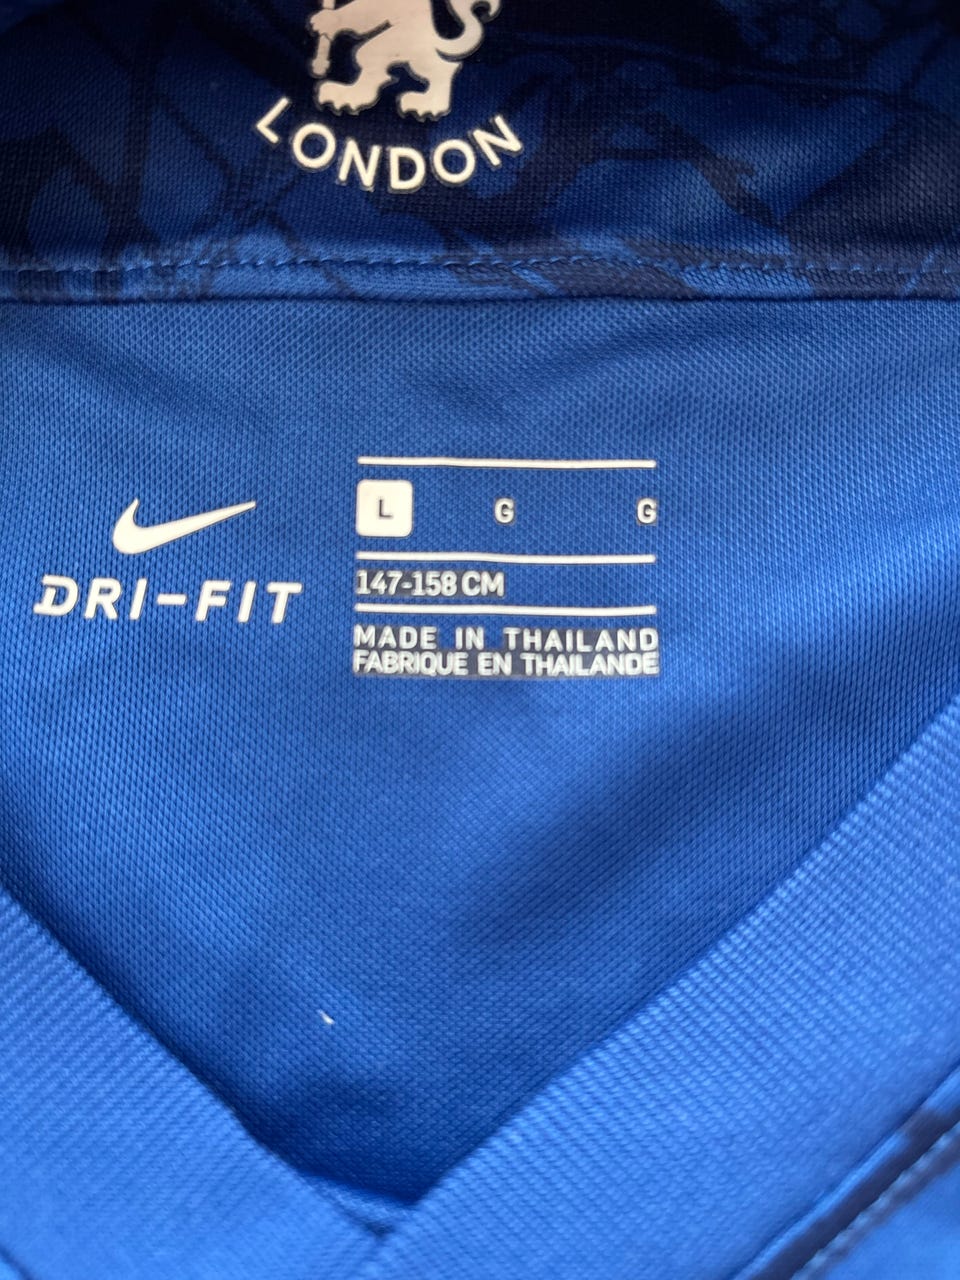 LONDON
DRI-FIT
L G G
147-158 CM
MADE IN THAILAND
FABRIQUE EN THAILANDE